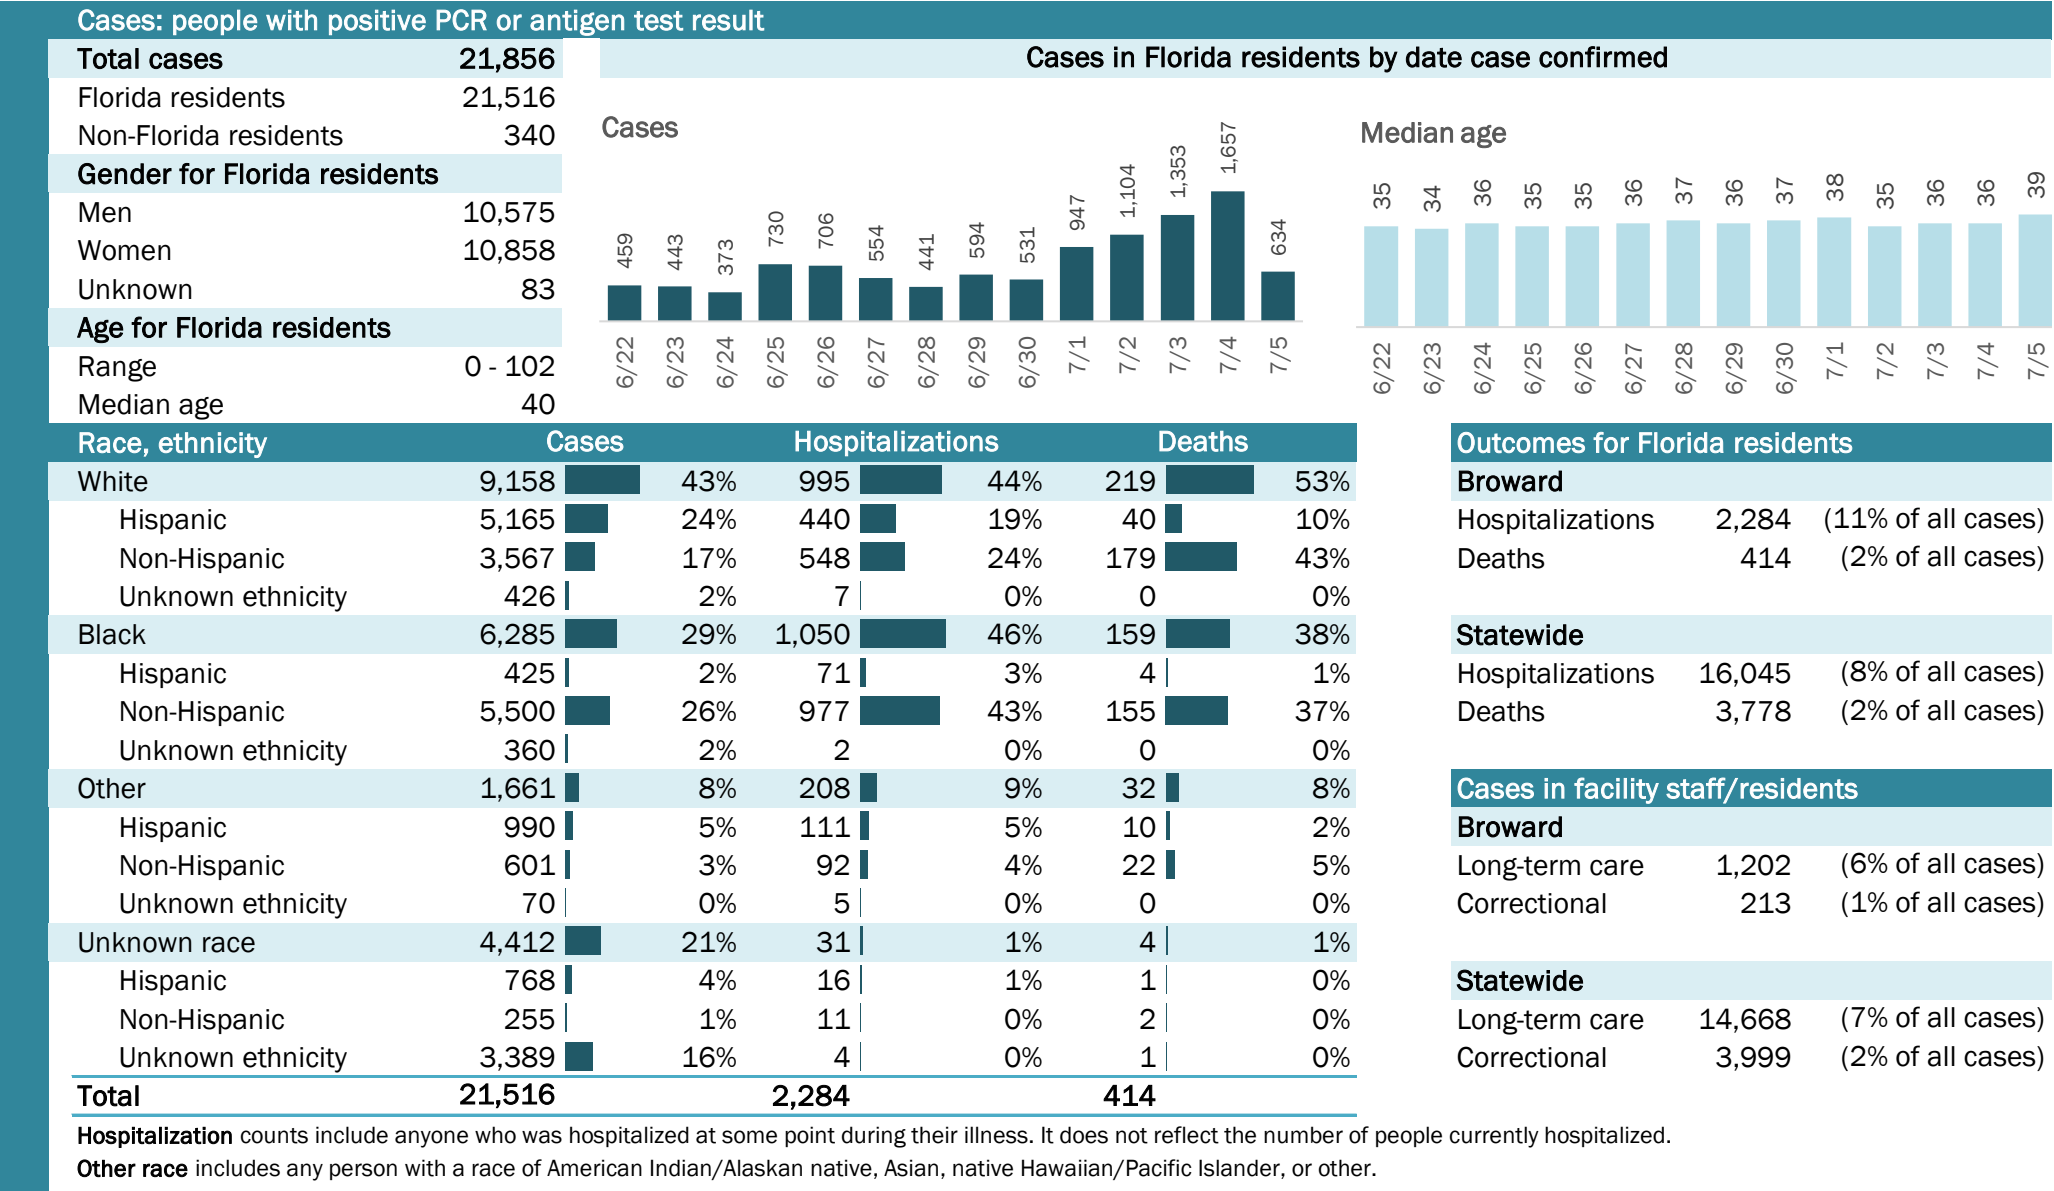 Cases: people with positive PCR or antigen test result
Total cases 21,856
Florida residents 21,516
Non-Florida residents 340
Gender for Florida residents
Men 10,575
Women 10,858
Unknown 83
Age for Florida residents
Range 0 - 102
Median age 40
Cases in Florida residents by date case confirmed
Cases
459 443 373 730 706 554 441 594 531 947 1,104 1,353 1,657 634
6/22 6/23 6/24 6/25 6/26 6/27 6/28 6/29 6/30 7/1 7/2 7/3 7/4 7/5
Median age
35 34 36 35 35 36 37 36 37 38 35 36 36 39
6/22 6/23 6/24 6/25 6/26 6/27 6/28 6/29 6/30 7/1 7/2 7/3 7/4 7/5
Race, ethnicity Cases Hospitalizations Deaths
White 9,158 43% 995 44% 219 53%
Hispanic 5,165 24% 440 19% 40 10%
Non-Hispanic 3,567 17% 548 24% 179 43%
Unknown ethnicity 426 2% 7 0% 0 0%
Black 6,285 29% 1,050 46% 159 38%
Hispanic 425 2% 71 3% 4 1%
Non-Hispanic 5,500 26% 977 43% 155 37%
Unknown ethnicity 360 2% 2 0% 0 0%
Other 1,661 8% 208 9% 32 8%
Hispanic 990 5% 111 5% 10 2%
Non-Hispanic 601 3% 92 4% 22 5%
Unknown ethnicity 70 0% 5 0% 0 0%
Unknown race 4,412 21% 31 1% 4 1%
Hispanic 768 4% 16 1% 1 0%
Non-Hispanic 255 1% 11 0% 2 0%
Unknown ethnicity 3,389 16% 4 0% 1 0%
Total 21,516 2,284 414
Outcomes for Florida residents
Broward
Hospitalizations 2,284 (11% of all cases)
Deaths 414 (2% of all cases)
Statewide
Hospitalizations 16,045 (8% of all cases)
Deaths 3,778 (2% of all cases)
Cases in facility staff/residents
Broward
Long-term care 1,202 (6% of all cases)
Correctional 213 (1% of all cases)
Statewide
Long-term care 14,668 (7% of all cases)
Correctional 3,999 (2% of all cases)
Hospitalization counts include anyone who was hospitalized at some point during their illness. It does not reflect the number of people currently hospitalized.
Other race includes any person with a race of American Indian/Alaskan native, Asian, native Hawaiian/Pacific Islander, or other.